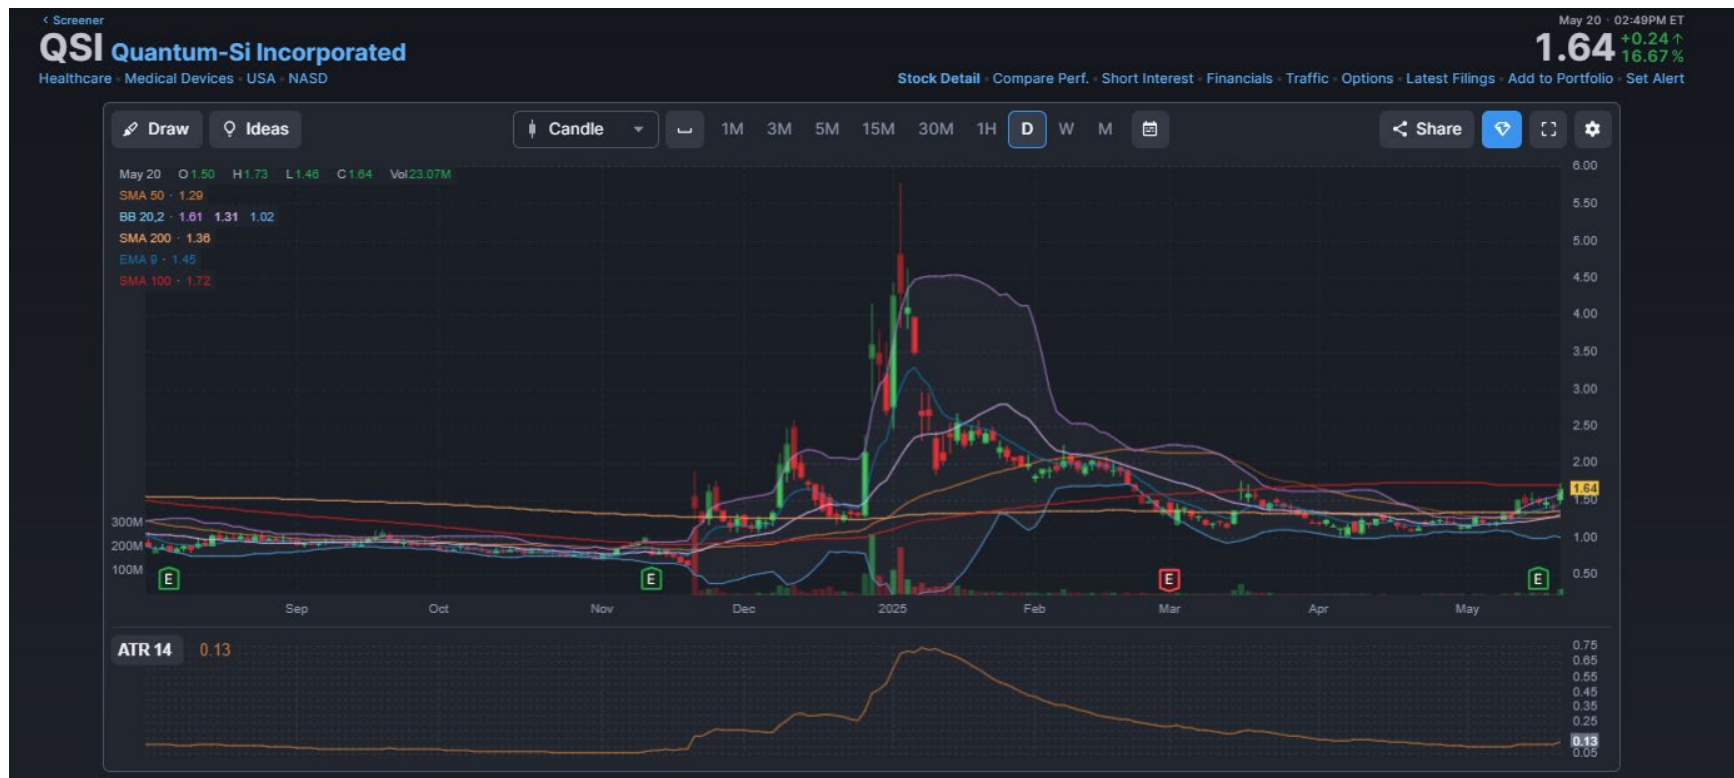 ‹ Screener
May 20 · 02:49PM ET
QSI Quantum-Si Incorporated
1.64 +0.24 ↑
16.67 %
Healthcare • Medical Devices • USA • NASD
Stock Detail • Compare Perf. • Short Interest • Financials • Traffic • Options • Latest Filings • Add to Portfolio • Set Alert
Draw Ideas Candle 1M 3M 5M 15M 30M 1H D W M Share
May 20 O 1.50 H 1.73 L 1.46 C 1.64 Vol 23.07M
SMA 50 · 1.29
BB 20,2 · 1.61 1.31 1.02
SMA 200 · 1.36
EMA 9 · 1.45
SMA 100 · 1.72
6.00
5.50
5.00
4.50
4.00
3.50
3.00
2.50
2.00
1.64
1.50
1.00
0.50
300M
200M
100M
E E E E
Sep Oct Nov Dec 2025 Feb Mar Apr May
ATR 14 0.13
0.75
0.65
0.55
0.45
0.35
0.25
0.13
0.05